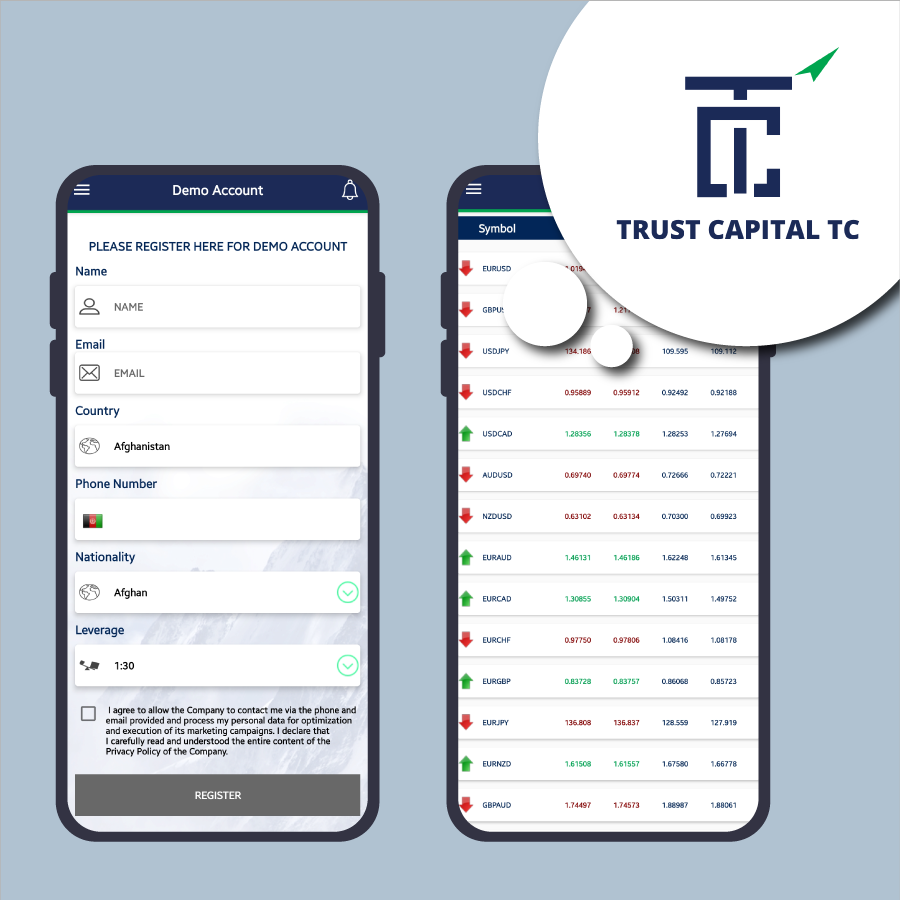 TRUST CAPITAL TC
Demo Account
PLEASE REGISTER HERE FOR DEMO ACCOUNT
Name
NAME
Email
EMAIL
Country
Afghanistan
Phone Number
Nationality
Afghan
Leverage
1:30
I agree to allow the Company to contact me via the phone and
email provided and process my personal data for optimization
and execution of its marketing campaigns. I declare that
I carefully read and understood the entire content of the
Privacy Policy of the Company.
REGISTER
Symbol
EURUSD
USDJPY 134.186 109.595 109.112
USDCHF 0.95889 0.95912 0.92492 0.92188
USDCAD 1.28356 1.28378 1.28253 1.27694
AUDUSD 0.69740 0.69774 0.72666 0.72221
NZDUSD 0.63102 0.63134 0.70300 0.69923
EURAUD 1.46131 1.46186 1.62248 1.61345
EURCAD 1.30855 1.30904 1.50311 1.49752
EURCHF 0.97750 0.97806 1.08416 1.08178
EURGBP 0.83728 0.83757 0.86068 0.85723
EURJPY 136.808 136.837 128.559 127.919
EURNZD 1.61508 1.61557 1.67580 1.66778
GBPAUD 1.74497 1.74573 1.88987 1.88061